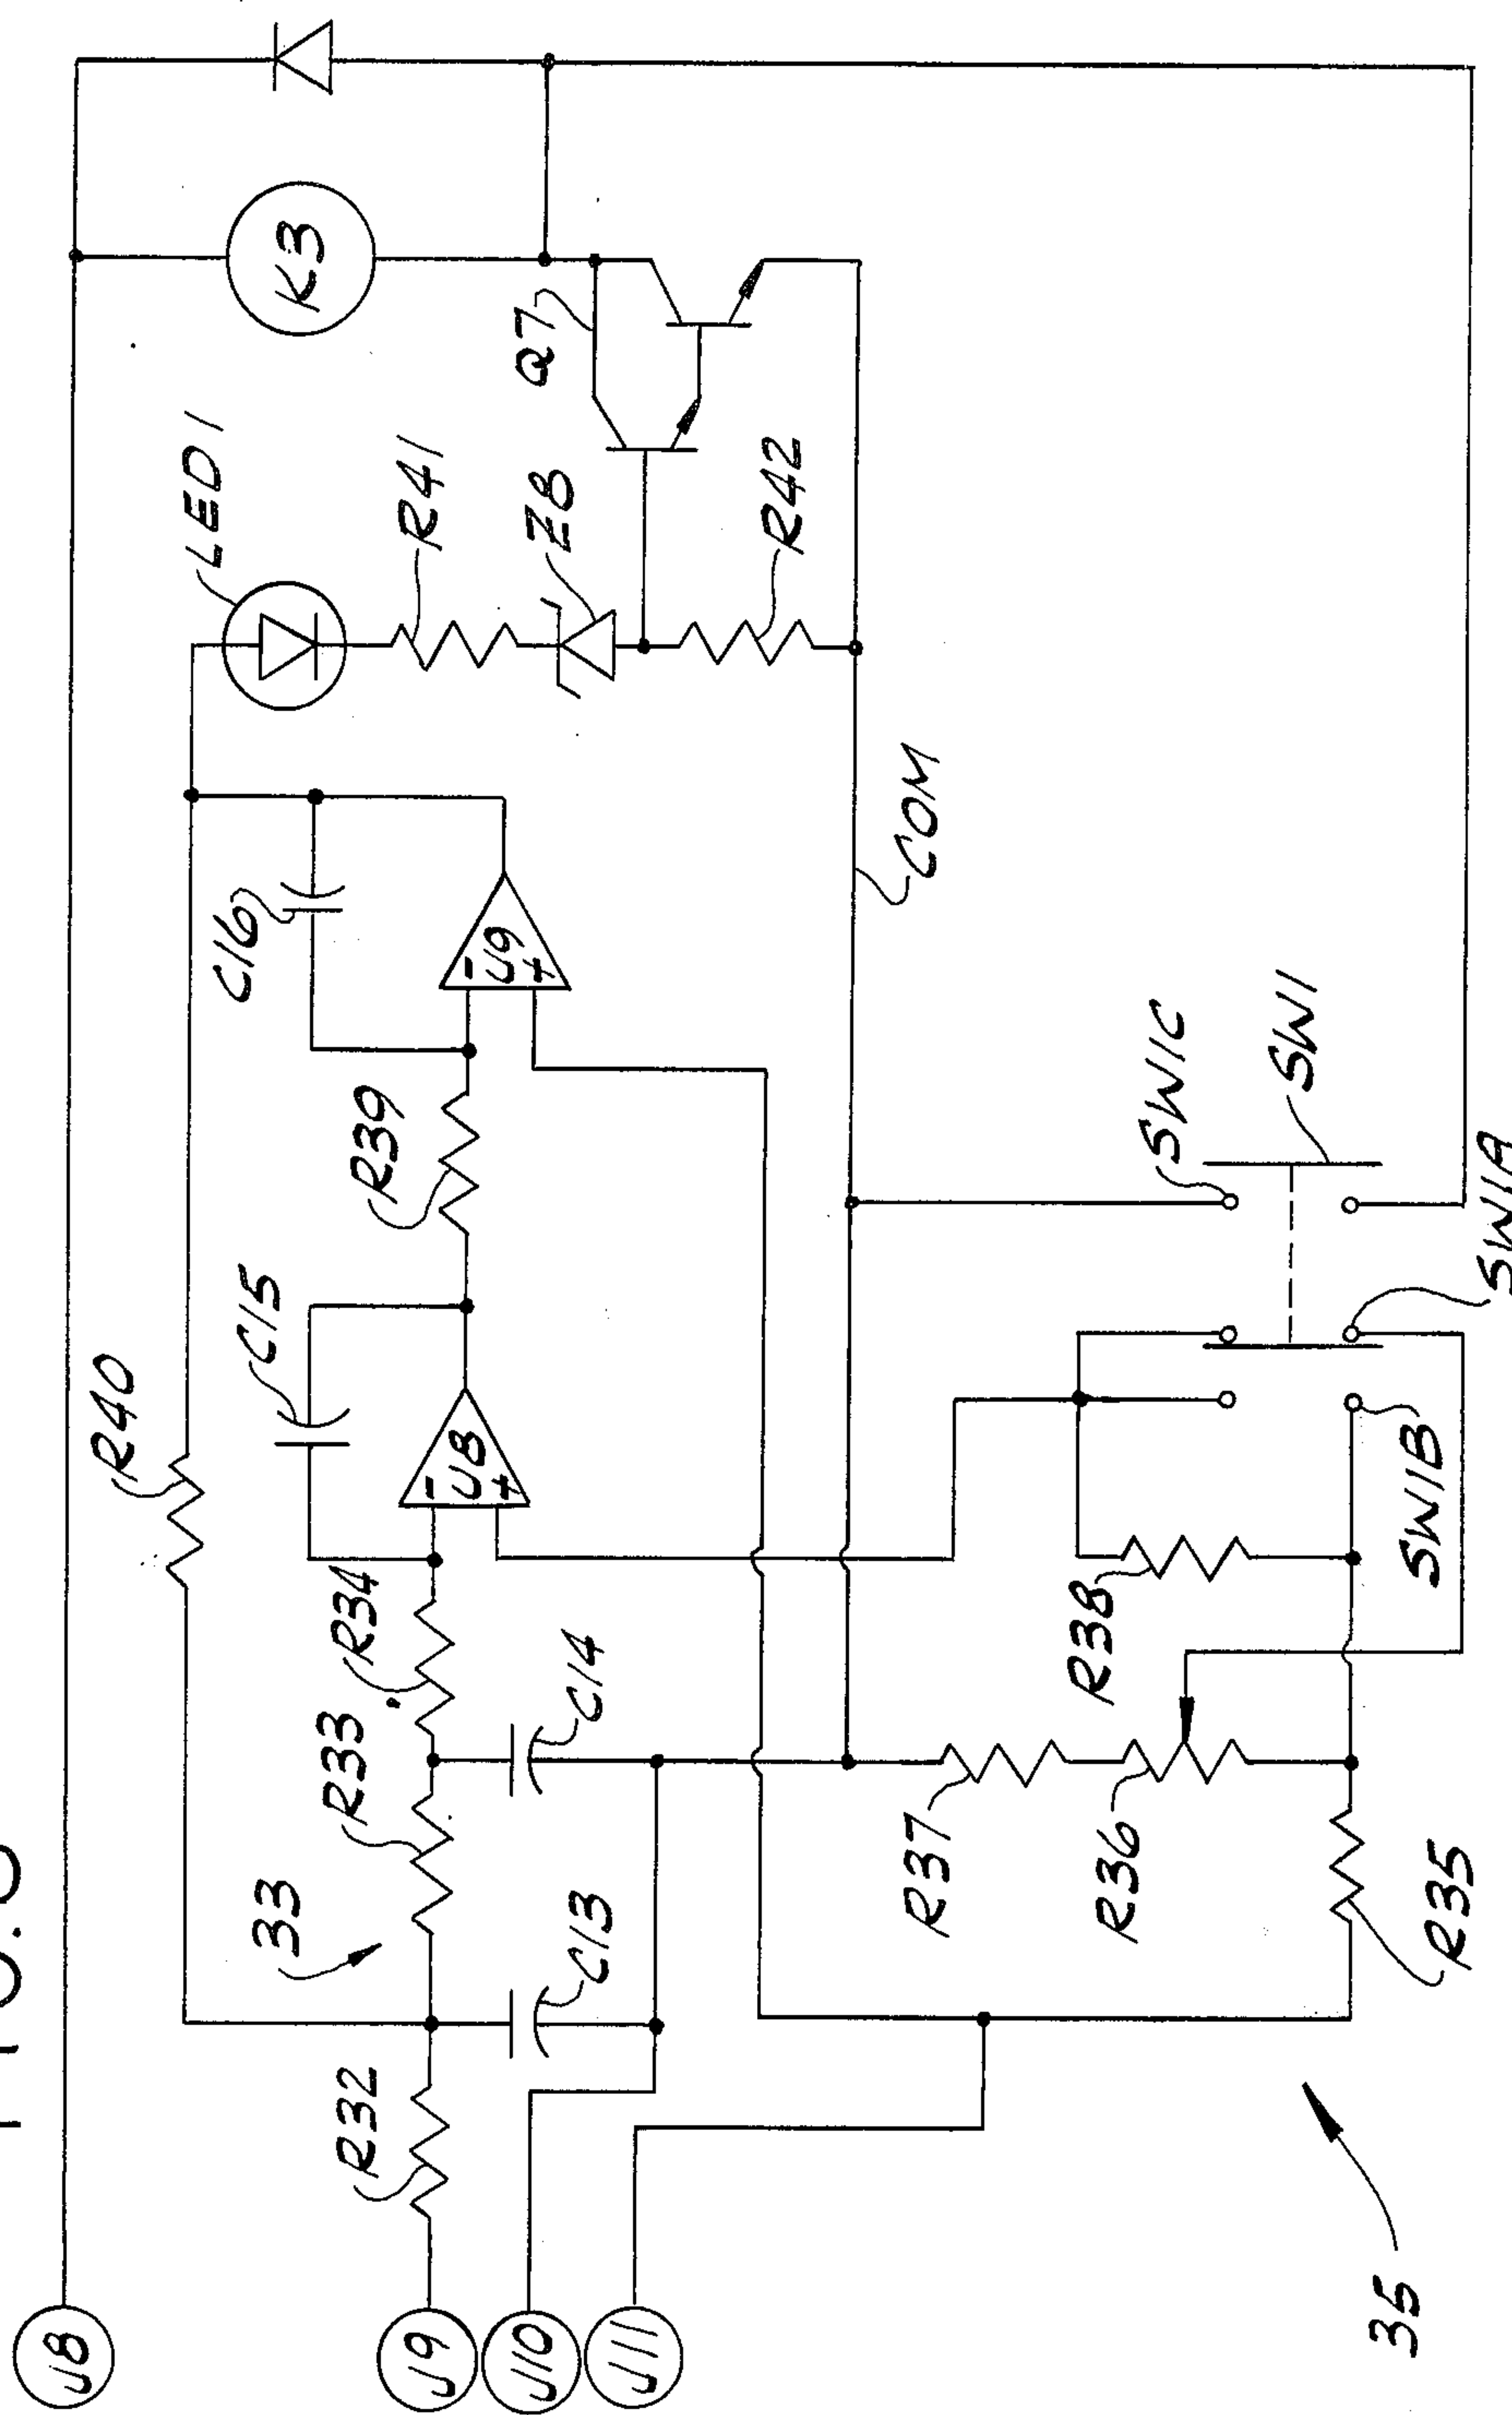 J8
R40
LED1
K3
C15
C16
33
R32
R33
R34
R39
R41
J9
J10
J11
C13
C14
U8
- +
U9
- +
Z8
Q7
R42
COM
R37
R36
R38
SW1C
SW1
35
R35
SW1B
SW1A